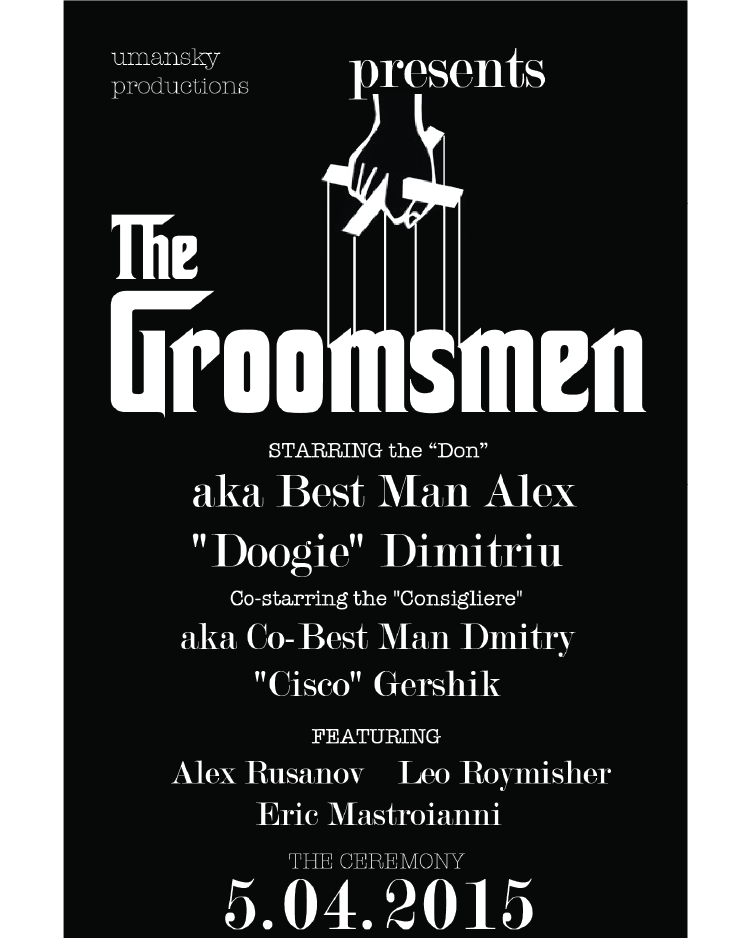 umansky
productions
presents
The
Groomsmen
STARRING the “Don”
aka Best Man Alex
"Doogie" Dimitriu
Co-starring the "Consigliere"
aka Co-Best Man Dmitry
"Cisco" Gershik
FEATURING
Alex Rusanov Leo Roymisher
Eric Mastroianni
THE CEREMONY
5.04.2015